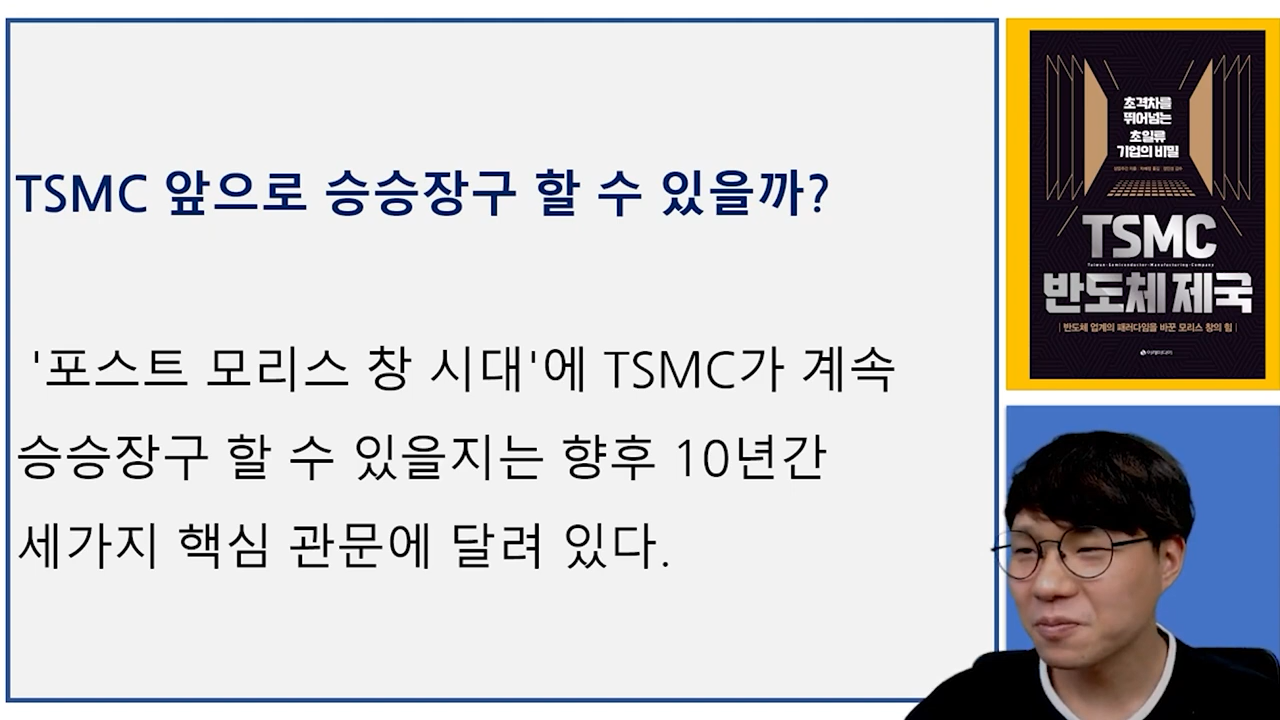 TSMC 앞으로 승승장구 할 수 있을까?
'포스트 모리스 창 시대'에 TSMC가 계속
승승장구 할 수 있을지는 향후 10년간
세가지 핵심 관문에 달려 있다.
초격차를
뛰어넘는
초일류
기업의 비밀
TSMC
Taiwan Semiconductor Manufacturing Company
반도체 제국
반도체 업계의 패러다임을 바꾼 모리스 창의 힘